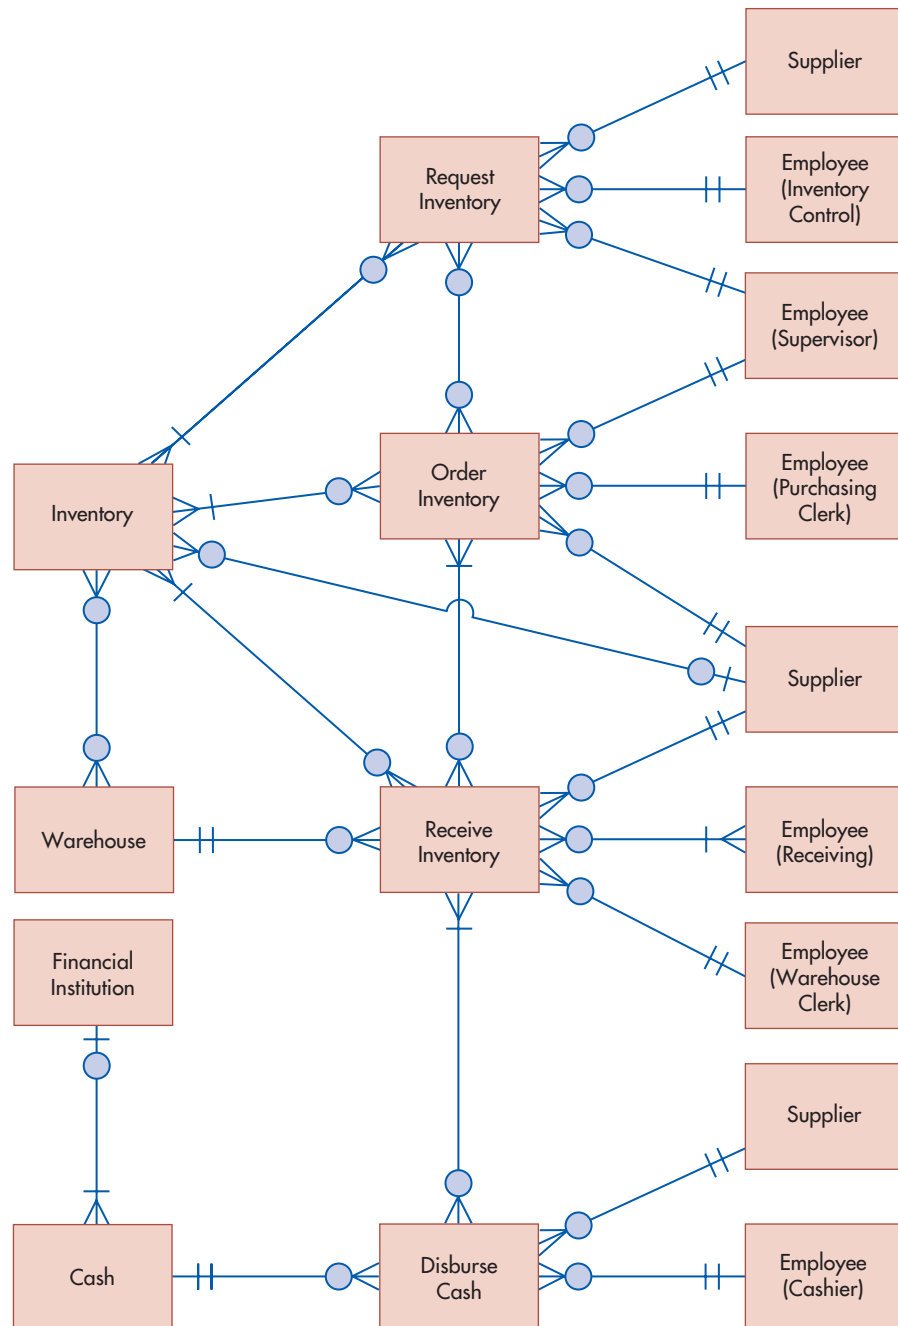 Supplier
Request
Inventory
Employee
(Inventory
Control)
Employee
(Supervisor)
Inventory
Order
Inventory
Employee
(Purchasing
Clerk)
Supplier
Warehouse
Receive
Inventory
Employee
(Receiving)
Financial
Institution
Employee
(Warehouse
Clerk)
Supplier
Cash
Disburse
Cash
Employee
(Cashier)